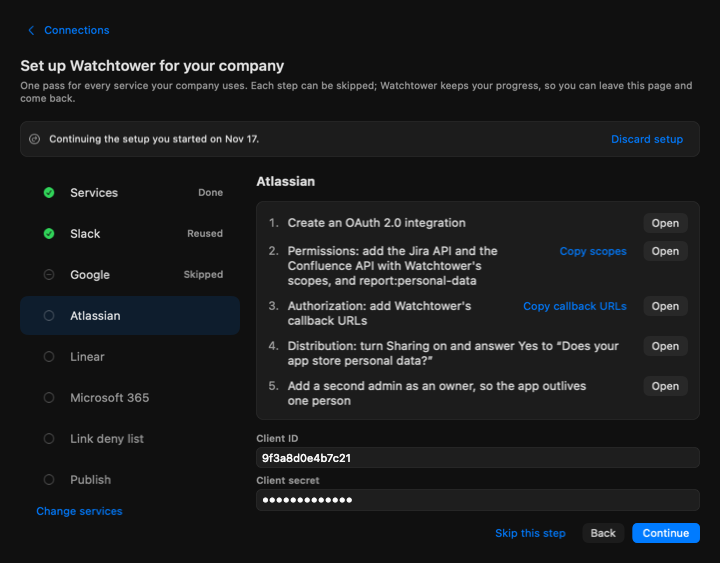 Connections
Set up Watchtower for your company
One pass for every service your company uses. Each step can be skipped; Watchtower keeps your progress, so you can leave this page and
come back.
Continuing the setup you started on Nov 17.
Discard setup
Services Done
Slack Reused
Google Skipped
Atlassian
Linear
Microsoft 365
Link deny list
Publish
Change services
Atlassian
1. Create an OAuth 2.0 integration Open
2. Permissions: add the Jira API and the Copy scopes Open
Confluence API with Watchtower's
scopes, and report:personal-data
3. Authorization: add Watchtower's Copy callback URLs Open
callback URLs
4. Distribution: turn Sharing on and answer Yes to “Does your Open
app store personal data?”
5. Add a second admin as an owner, so the app outlives Open
one person
Client ID
9f3a8d0e4b7c21
Client secret
•••••••••••••
Skip this step Back Continue